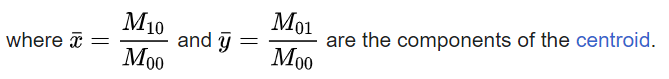 where x̄ = M₁₀/M₀₀ and ȳ = M₀₁/M₀₀ are the components of the centroid.